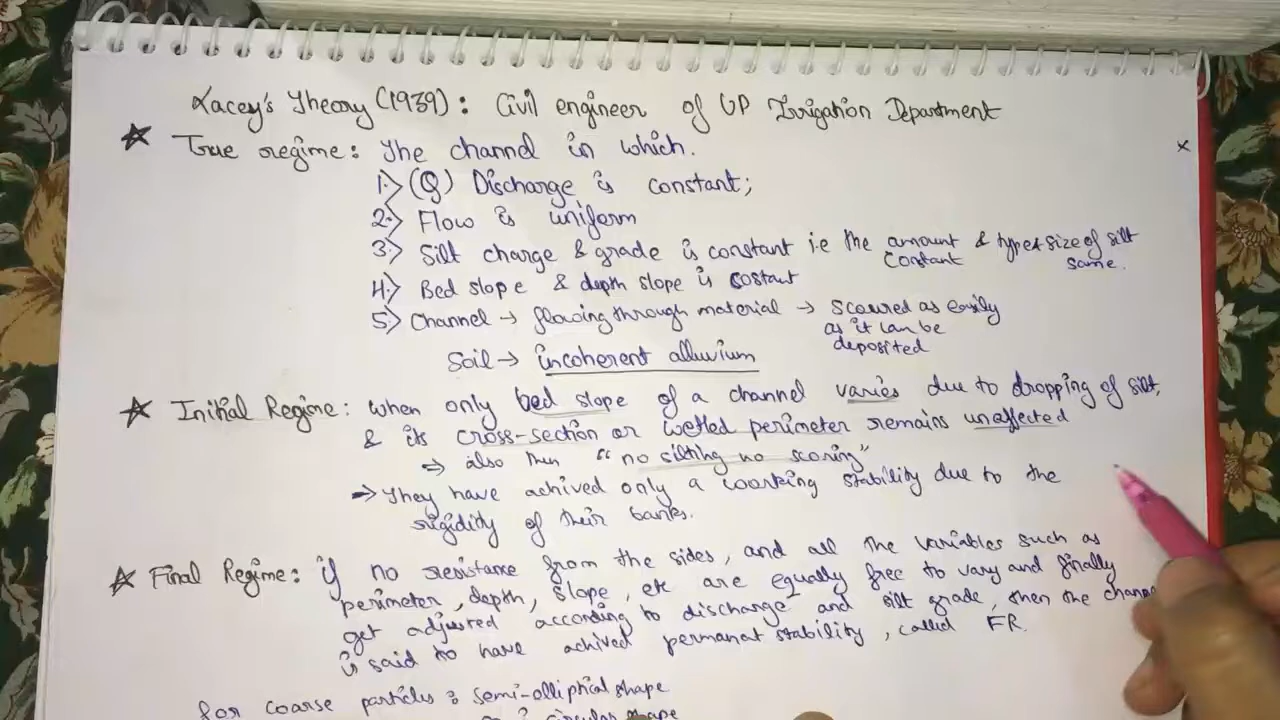 Lacey's Theory (1939): Civil engineer of UP Irrigation Department
True regime: The channel in which.
1.> (Q) Discharge is constant;
2.> Flow is uniform
3.> Silt charge & grade is constant i.e the amount & type & size of silt
constant same.
4.> Bed slope & depth slope is costant
5.> Channel → flowing through material → scoured as easily
as it can be
deposited
Soil → incoherent alluvium
Initial Regime: when only bed slope of a channel varies due to dropping of silt,
& its cross-section or wetted perimeter remains unaffected
⇒ also then "no silting no scoring"
→ They have achived only a working stability due to the
rigidity of their banks.
Final Regime: if no resistance from the sides, and all the variables such as
perimeter, depth, slope, etc are equally free to vary and finally
get adjusted according to discharge and silt grade, then the channel
is said to have achived permanat stability, called FR.
for coarse particles : semi-olliptical shape
circular shape